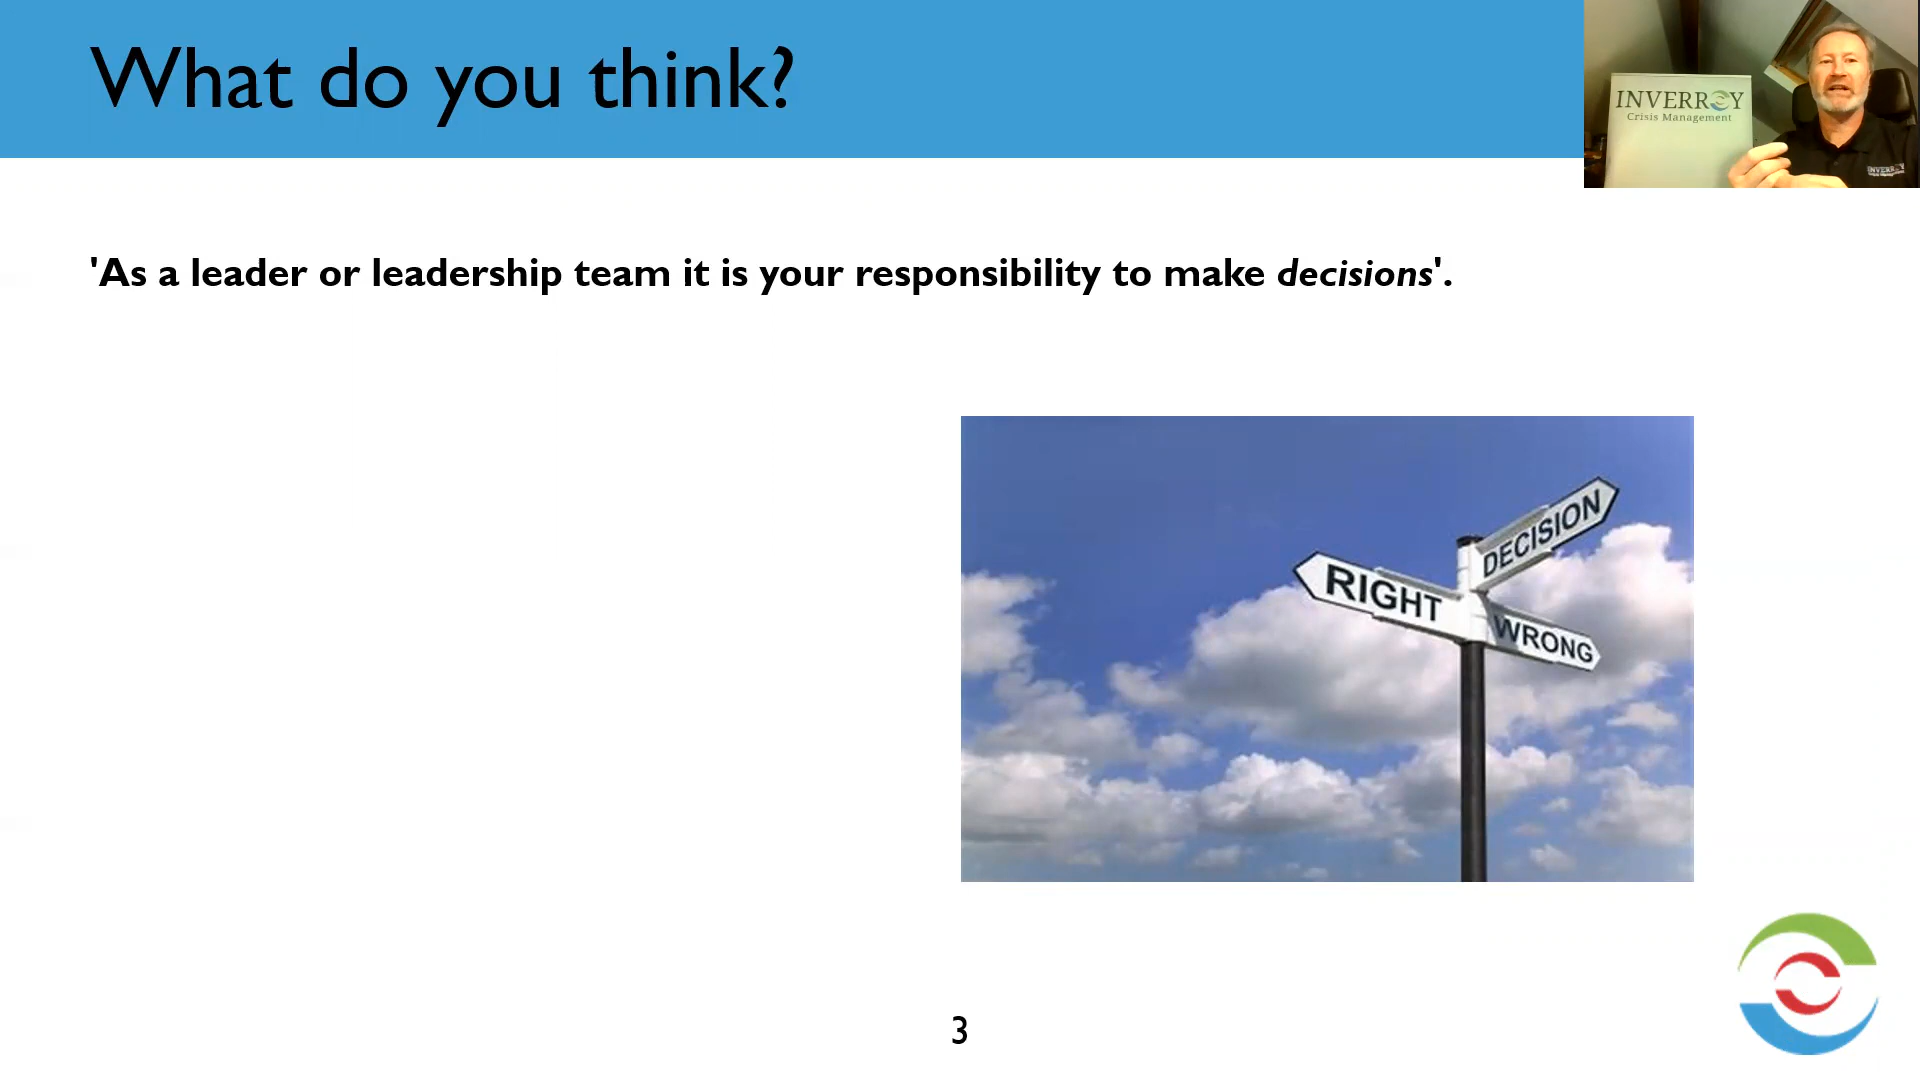 What do you think?
INVERROY
Crisis Management
INVERROY
'As a leader or leadership team it is your responsibility to make decisions'.
DECISION
RIGHT
WRONG
3